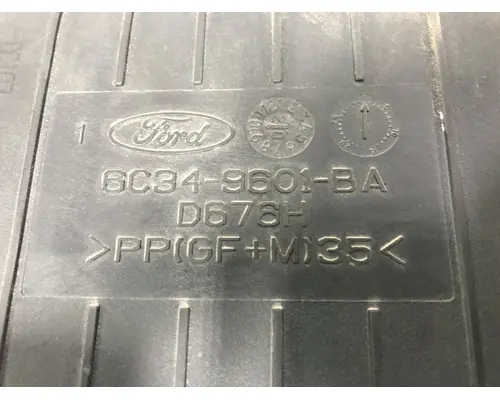 1 Ford
6C34-9601-BA
D676H
>PP(GF+M)35<